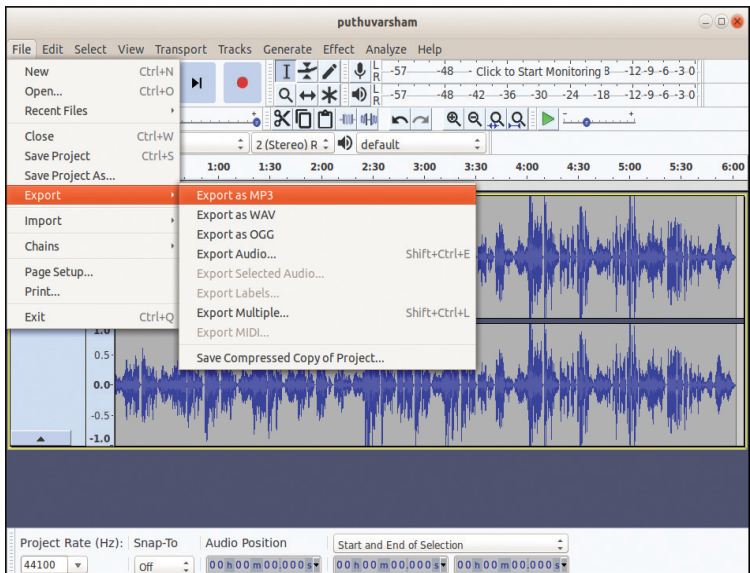 puthuvarsham
File Edit Select View Transport Tracks Generate Effect Analyze Help
New Ctrl+N
Open... Ctrl+O
Recent Files
Close Ctrl+W
Save Project Ctrl+S
Save Project As...
Export
Import
Chains
Page Setup...
Print...
Exit Ctrl+Q
L R -57 -48 - Click to Start Monitoring 8 -12 -9 -6 -3 0
L R -57 -48 -42 -36 -30 -24 -18 -12 -9 -6 -3 0
2 (Stereo) R default
1:00 1:30 2:00 2:30 3:00 3:30 4:00 4:30 5:00 5:30 6:00
Export as MP3
Export as WAV
Export as OGG
Export Audio... Shift+Ctrl+E
Export Selected Audio...
Export Labels...
Export Multiple... Shift+Ctrl+L
Export MIDI...
Save Compressed Copy of Project...
1.0
0.5
0.0
-0.5
-1.0
Project Rate (Hz): Snap-To Audio Position Start and End of Selection
44100 Off 00 h 00 m 00.000 s 00 h 00 m 00.000 s 00 h 00 m 00.000 s